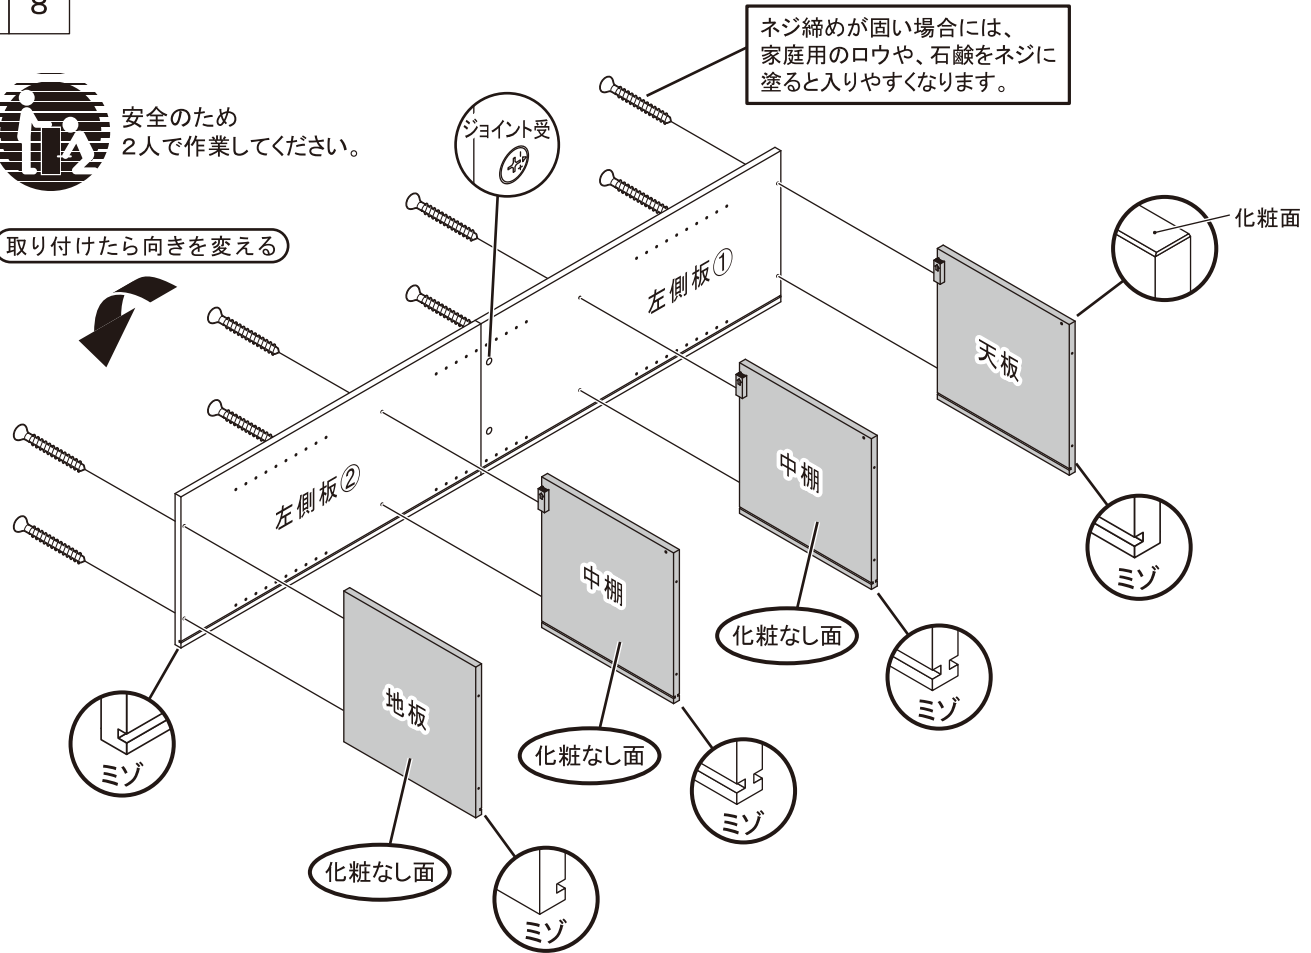 8
ネジ締めが固い場合には、
家庭用のロウや、石鹸をネジに
塗ると入りやすくなります。
安全のため
2人で作業してください。
ジョイント受
取り付けたら向きを変える
化粧面
左側板①
天板
中棚
左側板②
中棚
ミゾ
化粧なし面
地板
ミゾ
化粧なし面
ミゾ
ミゾ
化粧なし面
ミゾ